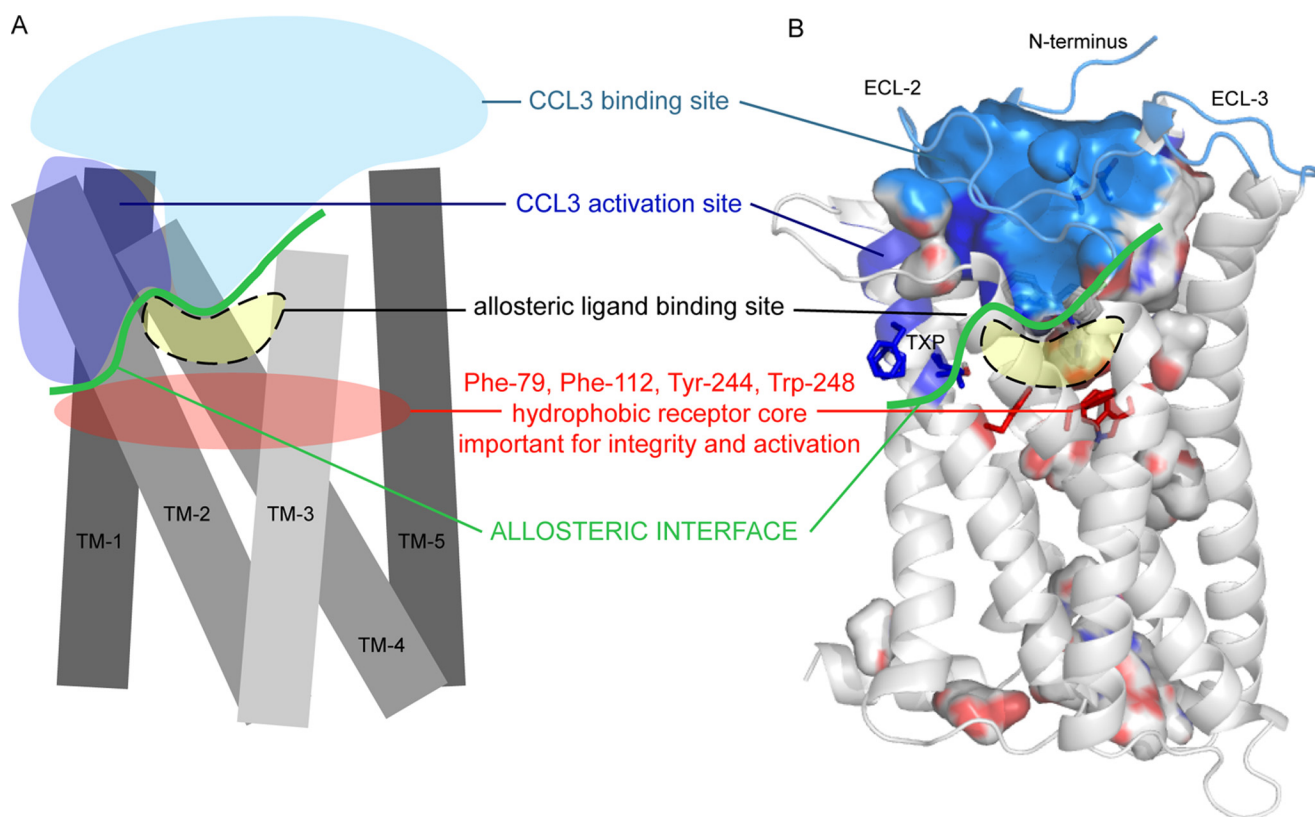 A
B
N-terminus
ECL-2
ECL-3
CCL3 binding site
CCL3 activation site
allosteric ligand binding site
TXP
Phe-79, Phe-112, Tyr-244, Trp-248
hydrophobic receptor core
important for integrity and activation
ALLOSTERIC INTERFACE
TM-1
TM-2
TM-3
TM-4
TM-5